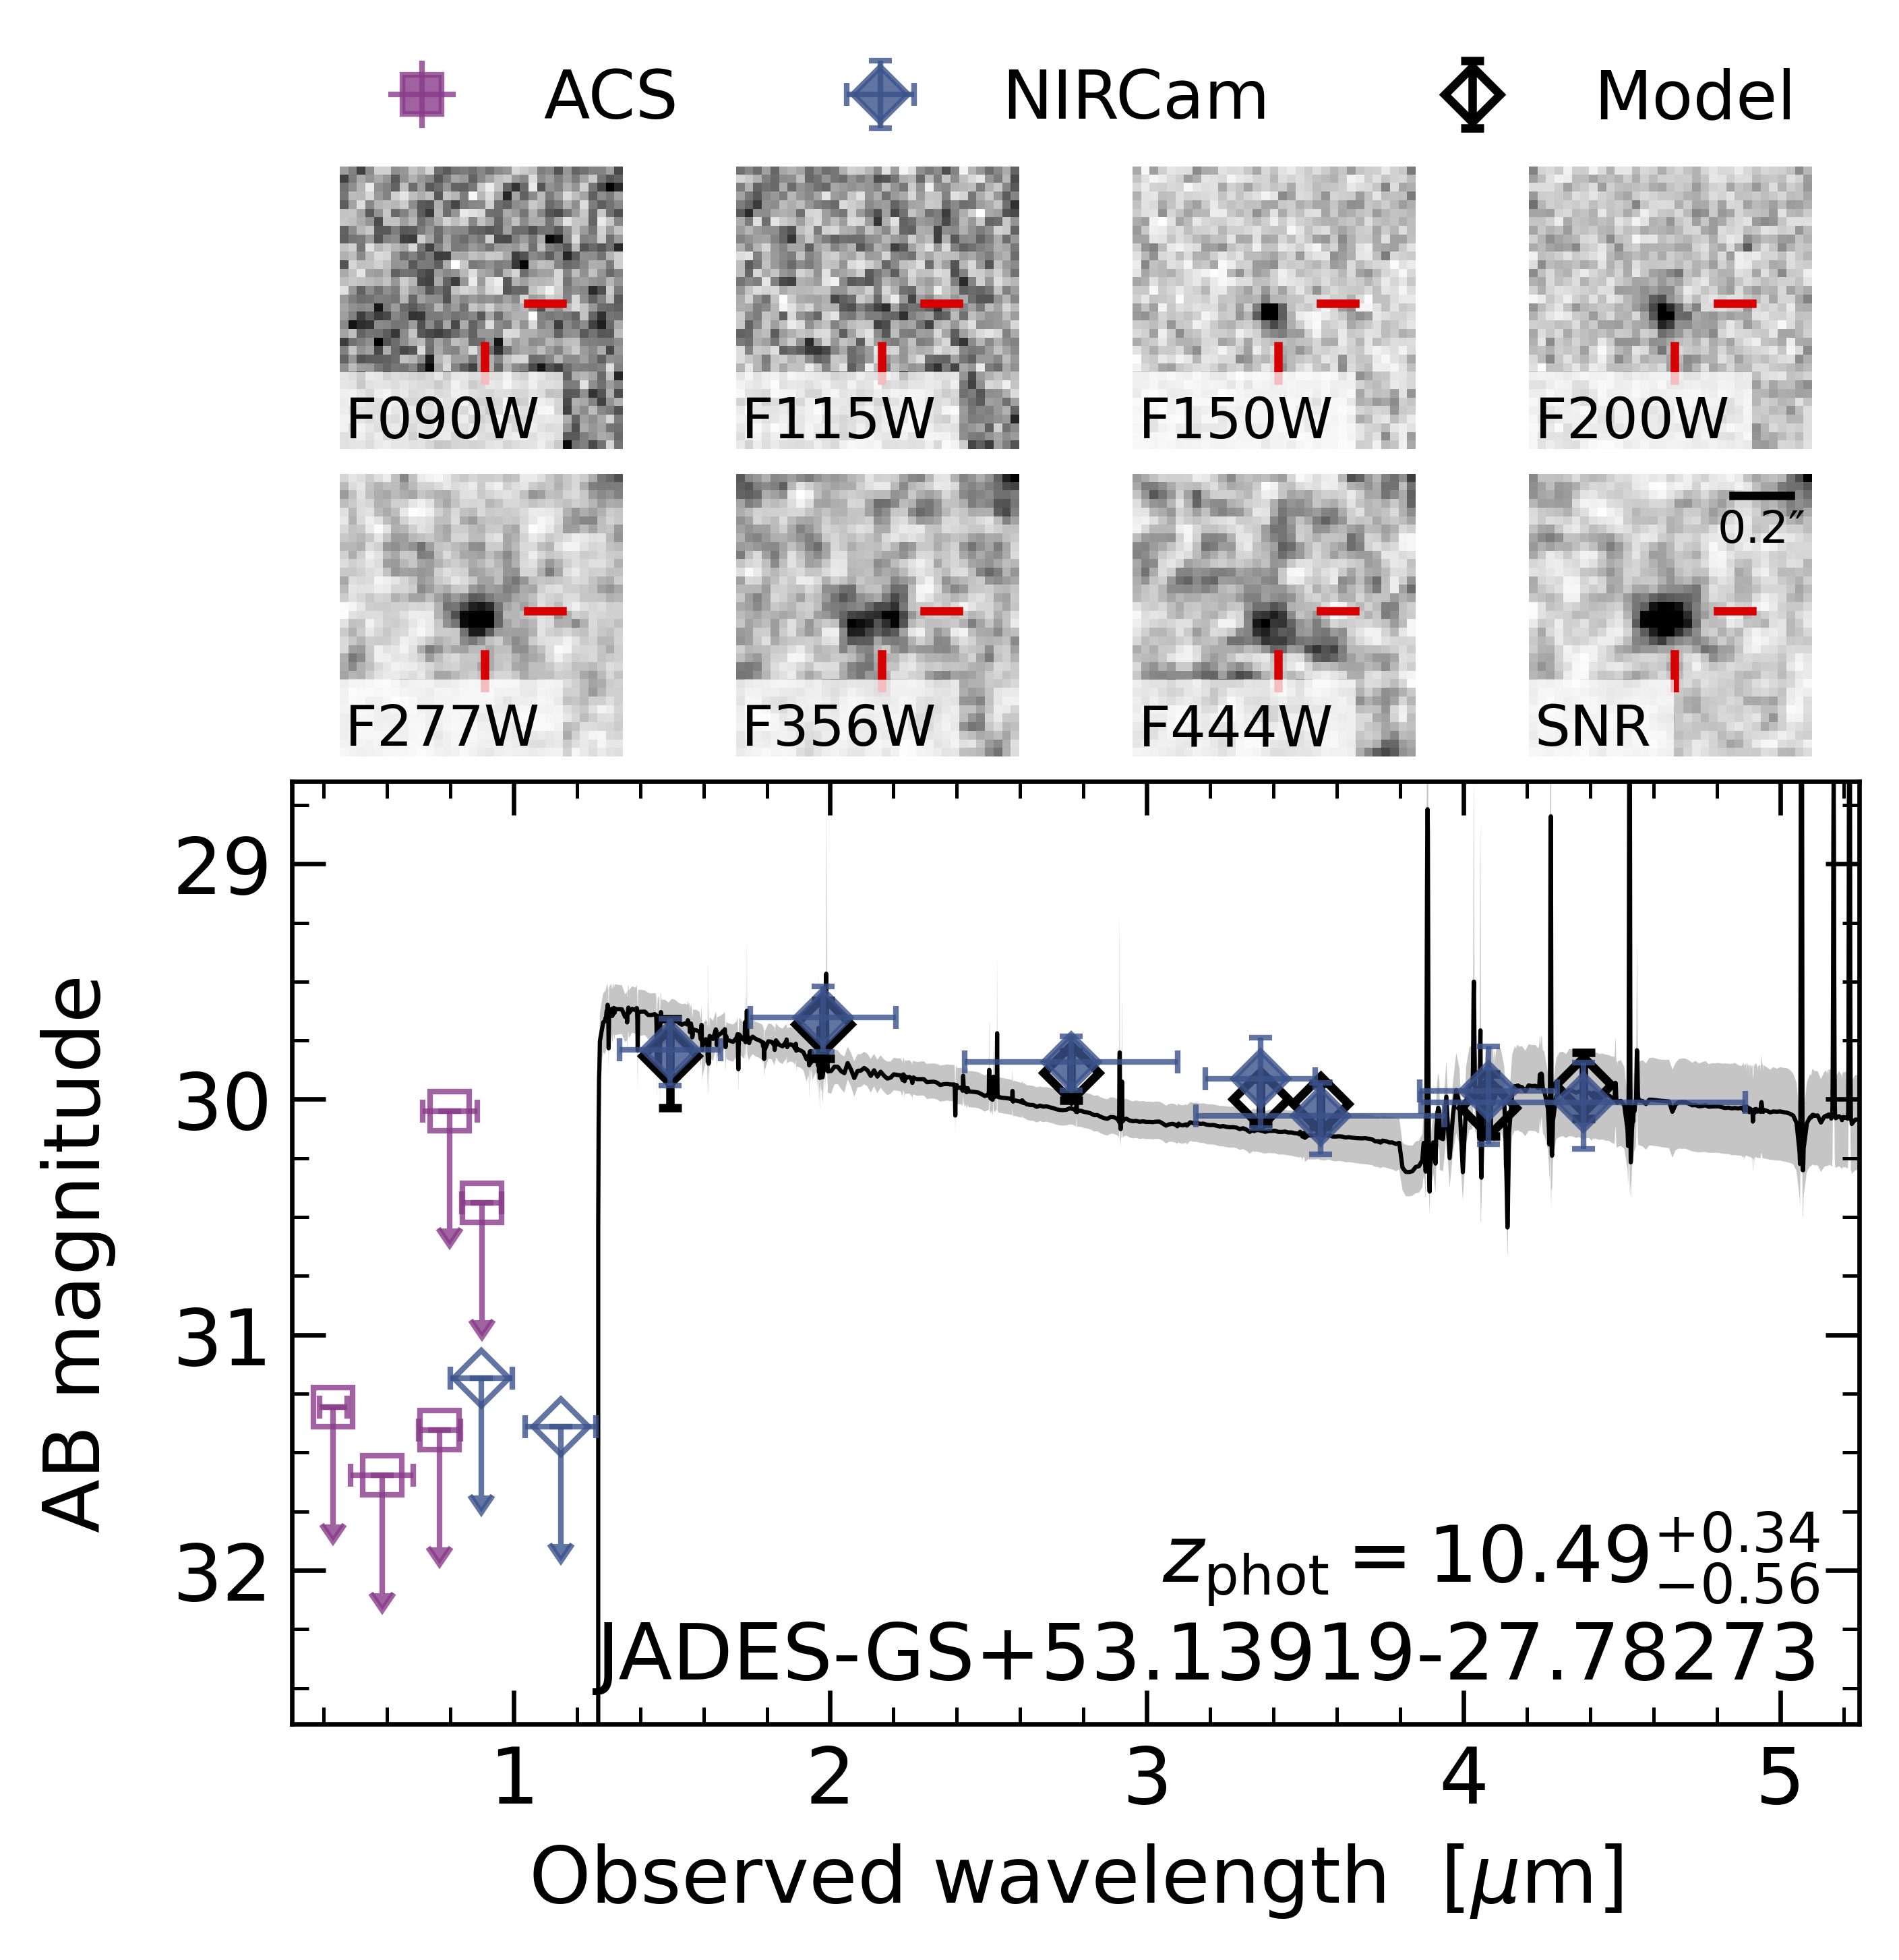 ACS NIRCam Model
F090W F115W F150W F200W
0.2″
F277W F356W F444W SNR
29
30
31
32
AB magnitude
z_phot = 10.49 +0.34 −0.56
JADES-GS+53.13919-27.78273
1 2 3 4 5
Observed wavelength [μm]